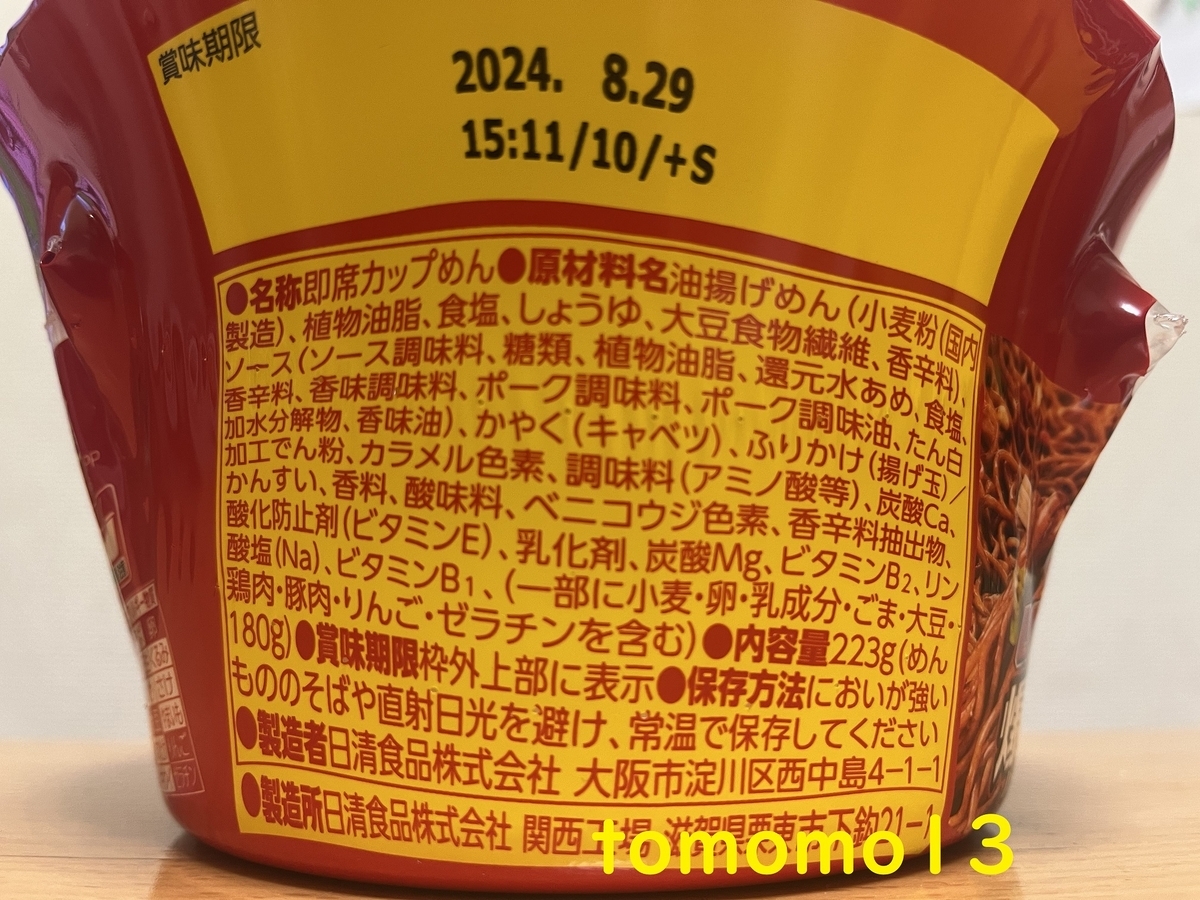 賞味期限
2024. 8.29
15:11/10/+S
●名称即席カップめん●原材料名油揚げめん(小麦粉(国内
製造)、植物油脂、食塩、しょうゆ、大豆食物繊維、香辛料)、
ソース(ソース調味料、糖類、植物油脂、還元水あめ、食塩、
香辛料、香味調味料、ポーク調味料、ポーク調味油、たん白
加水分解物、香味油)、かやく(キャベツ)、ふりかけ(揚げ玉)/
加工でん粉、カラメル色素、調味料(アミノ酸等)、炭酸Ca、
かんすい、香料、酸味料、ベニコウジ色素、香辛料抽出物、
酸化防止剤(ビタミンE)、乳化剤、炭酸Mg、ビタミンB2、リン
酸塩(Na)、ビタミンB1、(一部に小麦・卵・乳成分・ごま・大豆・
鶏肉・豚肉・りんご・ゼラチンを含む)●内容量223g(めん
180g)●賞味期限枠外上部に表示●保存方法においが強い
もののそばや直射日光を避け、常温で保存してください
●製造者日清食品株式会社 大阪市淀川区西中島4-1-1
●製造所日清食品株式会社 関西工場 滋賀県栗東市下鈎21-1
tomomo13